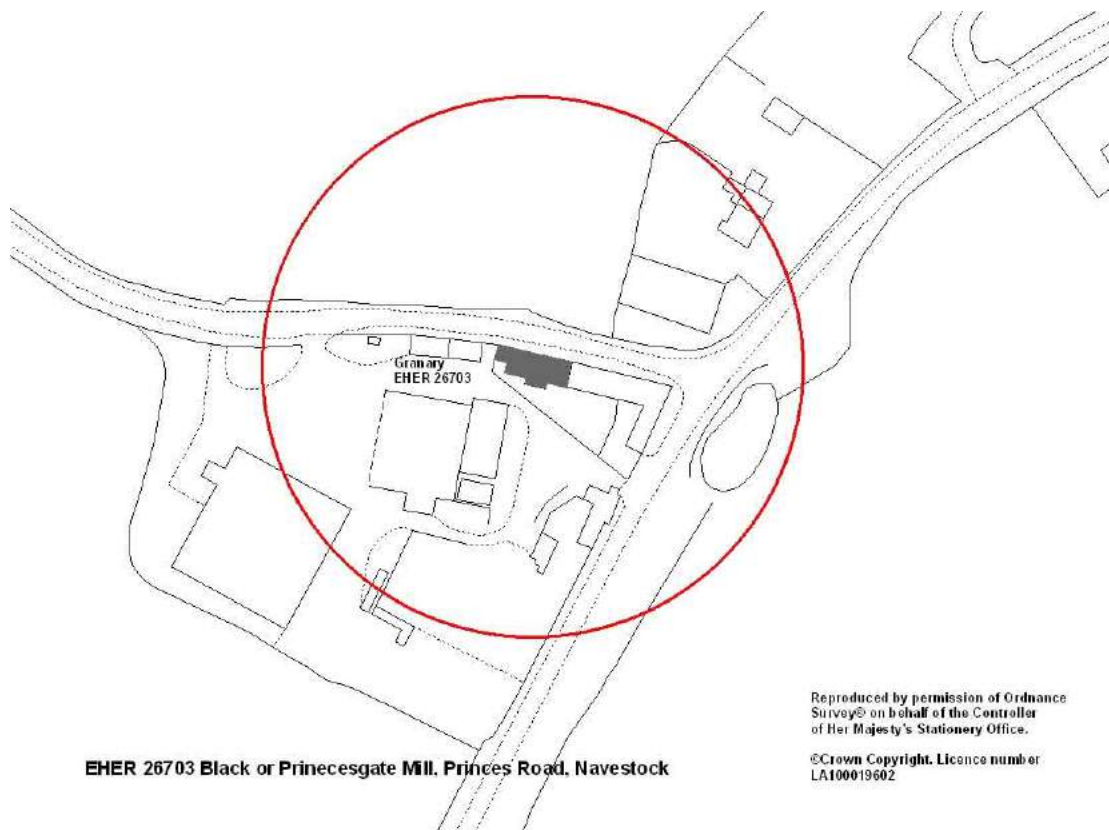 Granary
EHER 26703
Reproduced by permission of Ordnance
Survey® on behalf of the Controller
of Her Majesty's Stationery Office.
©Crown Copyright. Licence number
LA100019602
EHER 26703 Black or Prinecesgate Mill, Princes Road, Navestock